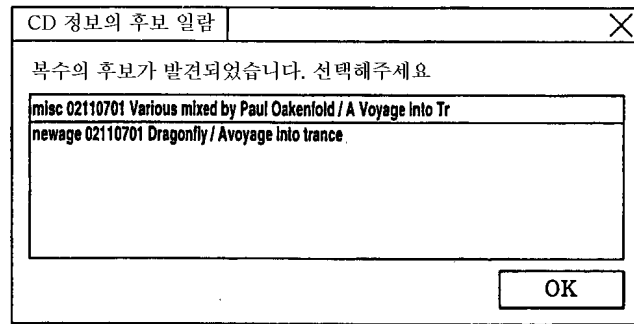 CD 정보의 후보 일람
복수의 후보가 발견되었습니다. 선택해주세요
misc 02110701 Various mixed by Paul Oakenfold / A Voyage Into Tr
newage 02110701 Dragonfly / Avoyage Into trance
OK